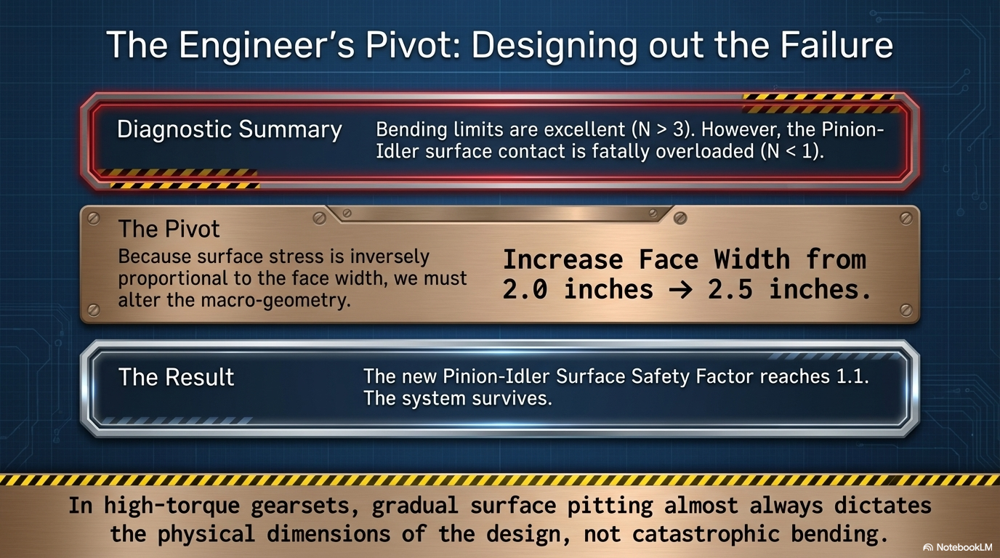 The Engineer’s Pivot: Designing out the Failure
Diagnostic Summary
Bending limits are excellent (N > 3). However, the Pinion-
Idler surface contact is fatally overloaded (N < 1).
The Pivot
Because surface stress is inversely
proportional to the face width, we must
alter the macro-geometry.
Increase Face Width from
2.0 inches → 2.5 inches.
The Result
The new Pinion-Idler Surface Safety Factor reaches 1.1.
The system survives.
In high-torque gearsets, gradual surface pitting almost always dictates
the physical dimensions of the design, not catastrophic bending.
NotebookLM